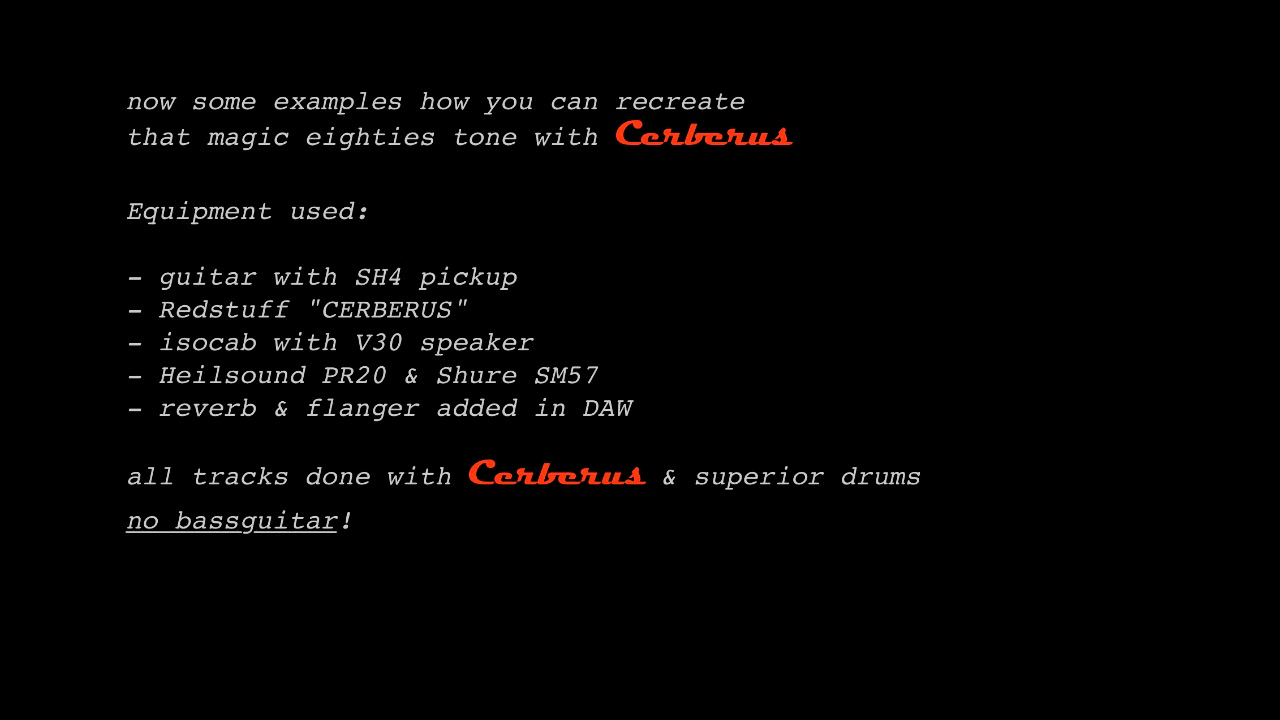 now some examples how you can recreate
that magic eighties tone with Cerberus
Equipment used:
- guitar with SH4 pickup
- Redstuff "CERBERUS"
- isocab with V30 speaker
- Heilsound PR20 & Shure SM57
- reverb & flanger added in DAW
all tracks done with Cerberus & superior drums
no bassguitar!